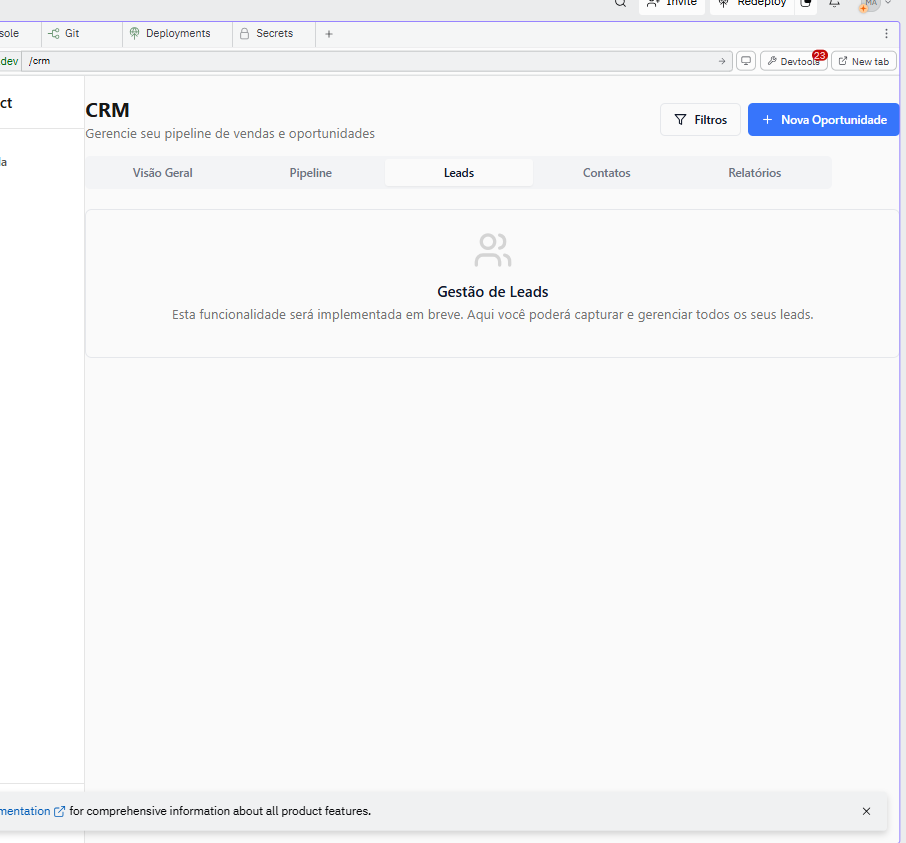 Invite
Redeploy
MA
sole
Git
Deployments
Secrets
dev
/crm
Devtools
23
New tab
ct
CRM
Gerencie seu pipeline de vendas e oportunidades
Filtros
Nova Oportunidade
da
Visão Geral
Pipeline
Leads
Contatos
Relatórios
Gestão de Leads
Esta funcionalidade será implementada em breve. Aqui você poderá capturar e gerenciar todos os seus leads.
mentation for comprehensive information about all product features.